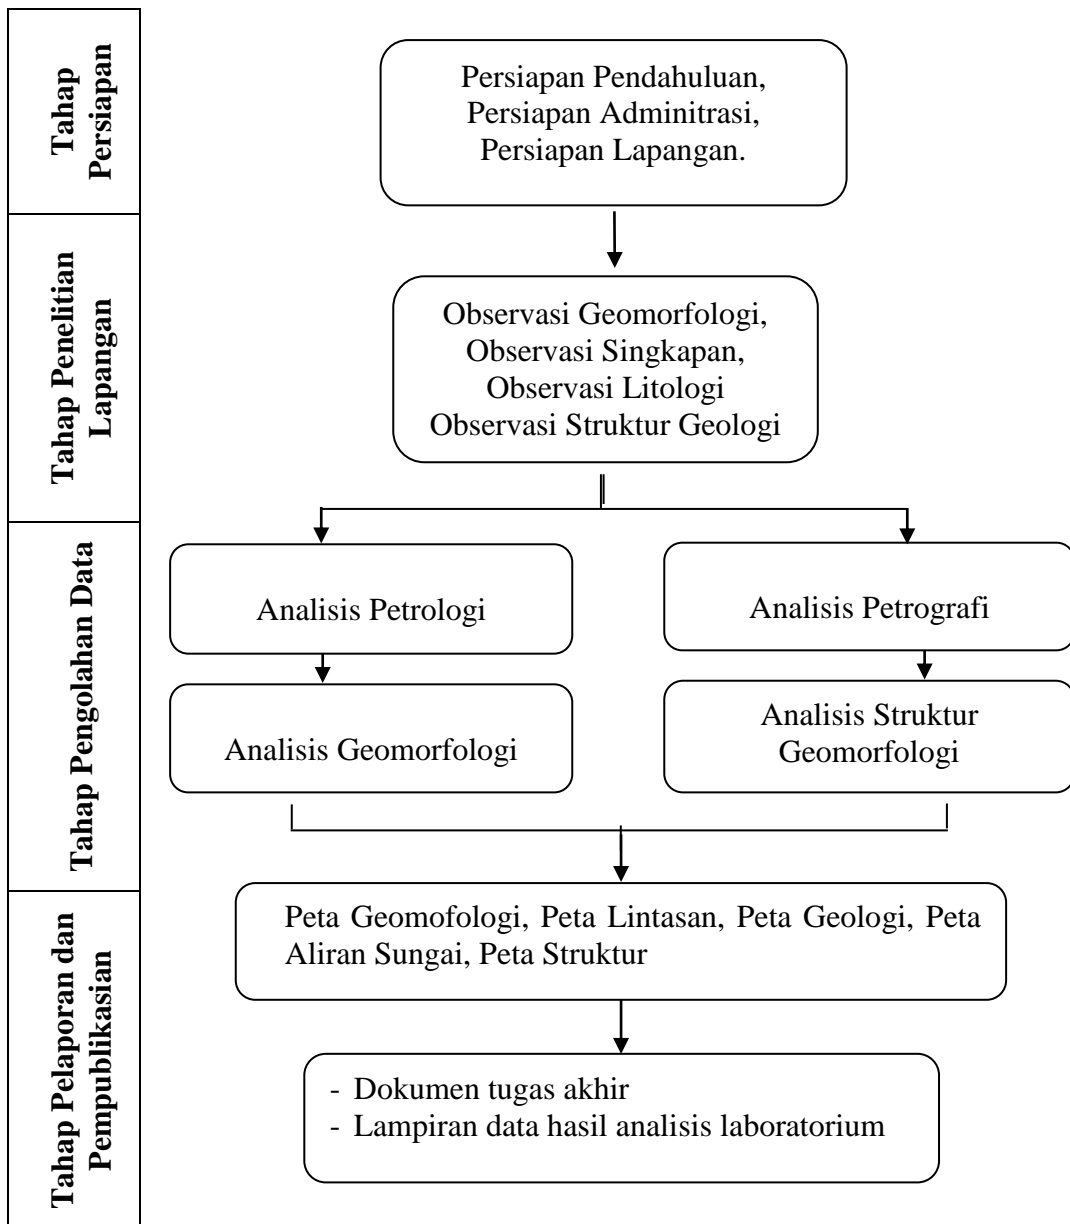 Tahap
Persiapan
Persiapan Pendahuluan,
Persiapan Adminitrasi,
Persiapan Lapangan.
Tahap Penelitian
Lapangan
Observasi Geomorfologi,
Observasi Singkapan,
Observasi Litologi
Observasi Struktur Geologi
Tahap Pengolahan Data
Analisis Petrologi
Analisis Petrografi
Analisis Geomorfologi
Analisis Struktur
Geomorfologi
Tahap Pelaporan dan
Pempublikasian
Peta Geomofologi, Peta Lintasan, Peta Geologi, Peta
Aliran Sungai, Peta Struktur
- Dokumen tugas akhir
- Lampiran data hasil analisis laboratorium